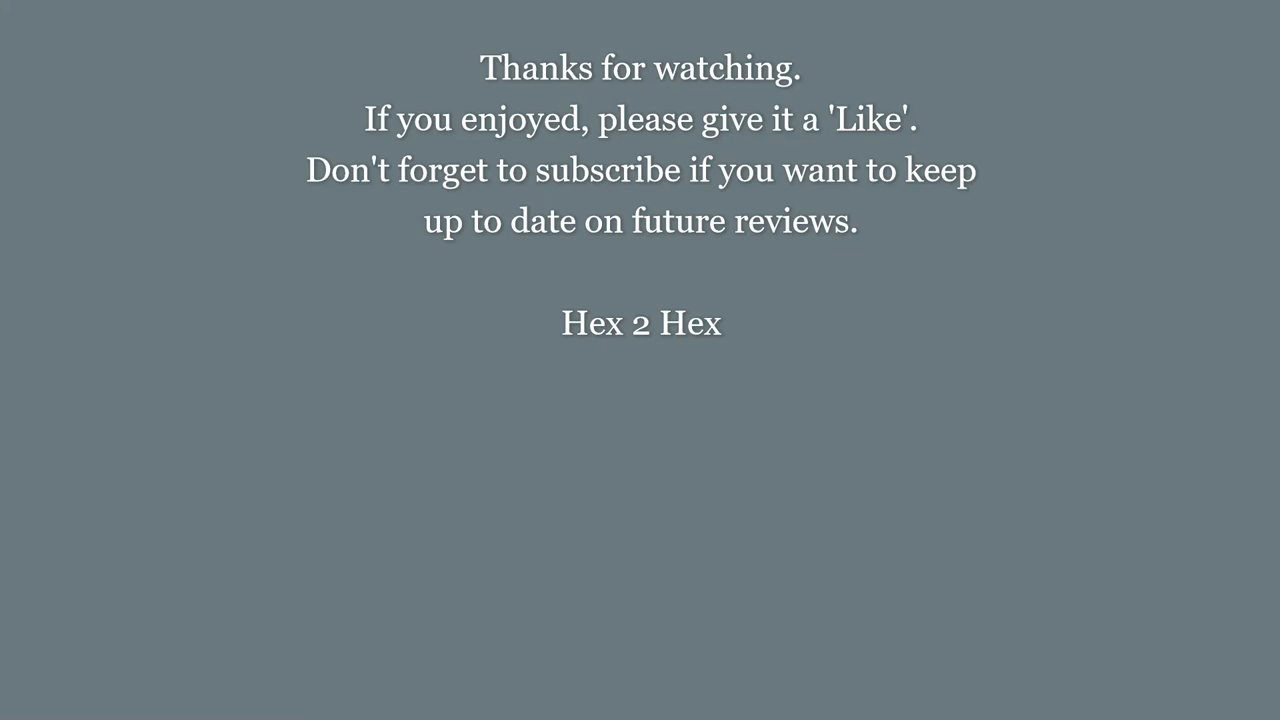 Thanks for watching.
If you enjoyed, please give it a 'Like'.
Don't forget to subscribe if you want to keep
up to date on future reviews.
Hex 2 Hex